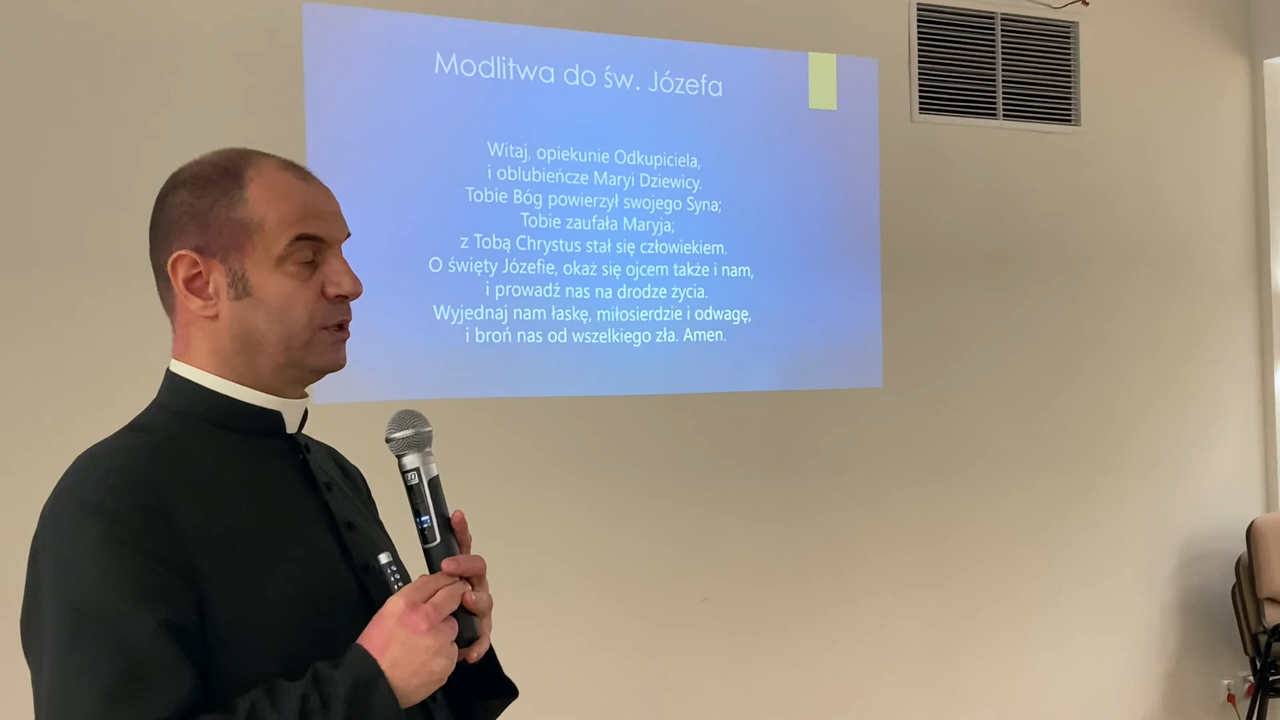 Modlitwa do św. Józefa
Witaj, opiekunie Odkupiciela,
i oblubieńcze Maryi Dziewicy.
Tobie Bóg powierzył swojego Syna;
Tobie zaufała Maryja;
z Tobą Chrystus stał się człowiekiem.
O święty Józefie, okaż się ojcem także i nam,
i prowadź nas na drodze życia.
Wyjednaj nam łaskę, miłosierdzie i odwagę,
i broń nas od wszelkiego zła. Amen.